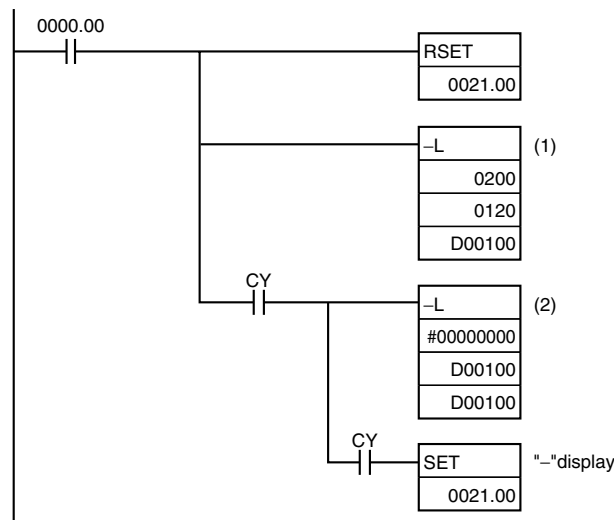 0000.00
RSET
0021.00
–L (1)
0200
0120
D00100
CY
–L (2)
#00000000
D00100
D00100
CY
SET "–"display
0021.00